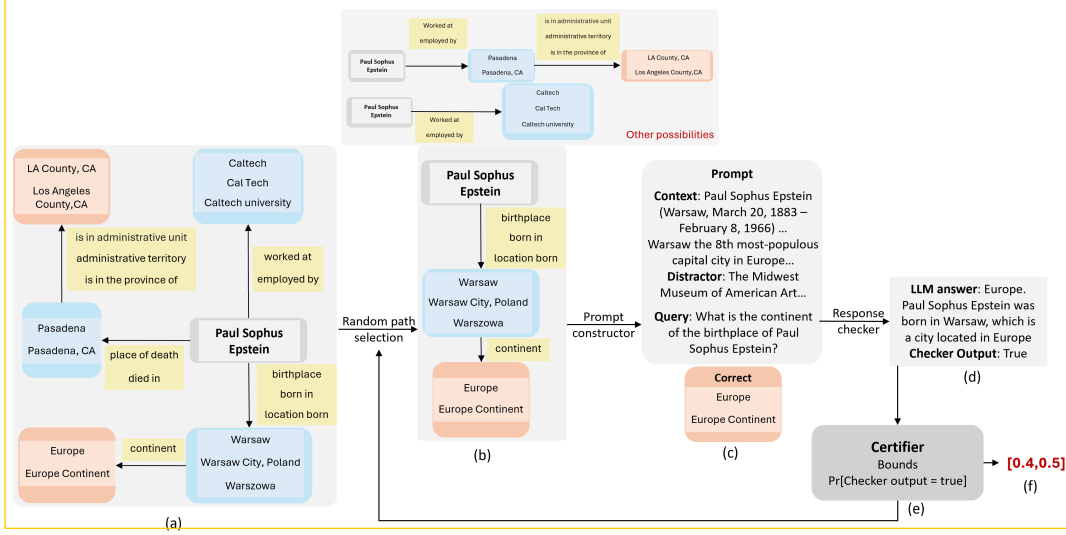 Worked at
employed by
is in administrative unit
administrative territory
is in the province of
Paul Sophus
Epstein
Pasadena
Pasadena, CA
LA County, CA
Los Angeles County,CA
Paul Sophus
Epstein
Worked at
employed by
Caltech
Cal Tech
Caltech university
Other possibilities
LA County, CA
Los Angeles
County,CA
Caltech
Cal Tech
Caltech university
is in administrative unit
administrative territory
is in the province of
worked at
employed by
Pasadena
Pasadena, CA
Paul Sophus
Epstein
place of death
died in
birthplace
born in
location born
Europe
Europe Continent
continent
Warsaw
Warsaw City, Poland
Warszowa
(a)
Random path
selection
Paul Sophus
Epstein
birthplace
born in
location born
Warsaw
Warsaw City, Poland
Warszowa
continent
Europe
Europe Continent
(b)
Prompt
constructor
Prompt
Context: Paul Sophus Epstein
(Warsaw, March 20, 1883 –
February 8, 1966) ...
Warsaw the 8th most-populous
capital city in Europe...
Distractor: The Midwest
Museum of American Art...
Query: What is the continent
of the birthplace of Paul
Sophus Epstein?
Correct
Europe
Europe Continent
(c)
Response
checker
LLM answer: Europe.
Paul Sophus Epstein was
born in Warsaw, which is
a city located in Europe
Checker Output: True
(d)
Certifier
Bounds
Pr[Checker output = true]
(e)
[0.4,0.5]
(f)